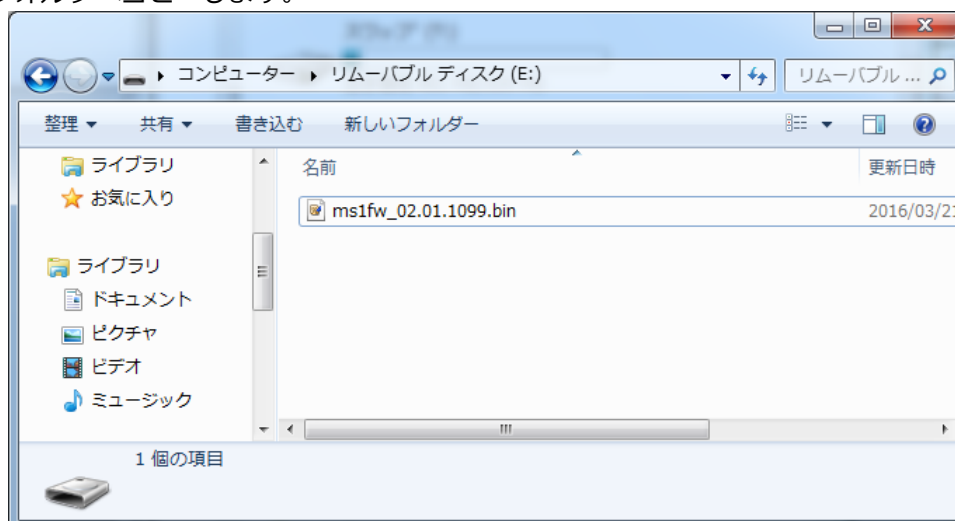 コンピューター ▸ リムーバブル ディスク (E:)
リムーバブル ...
整理 ▼ 共有 ▼ 書き込む 新しいフォルダー
ライブラリ
お気に入り
ライブラリ
ドキュメント
ピクチャ
ビデオ
ミュージック
名前 更新日時
ms1fw_02.01.1099.bin 2016/03/21
1 個の項目